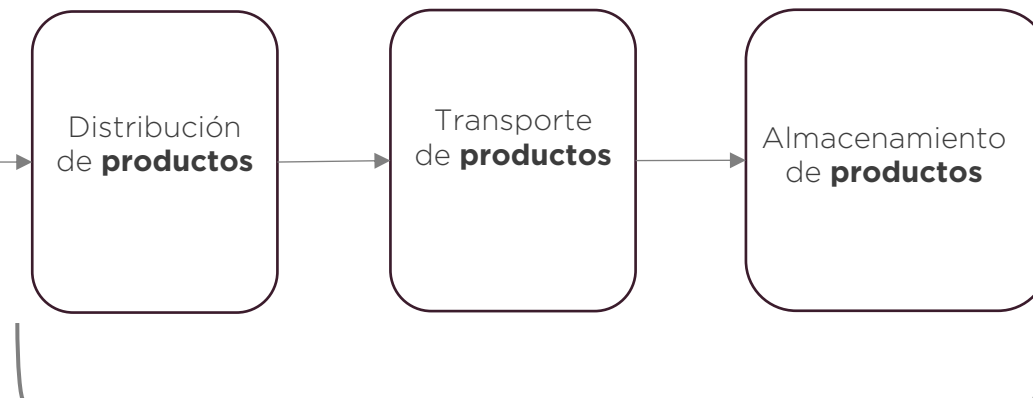 Distribución
de productos
Transporte
de productos
Almacenamiento
de productos